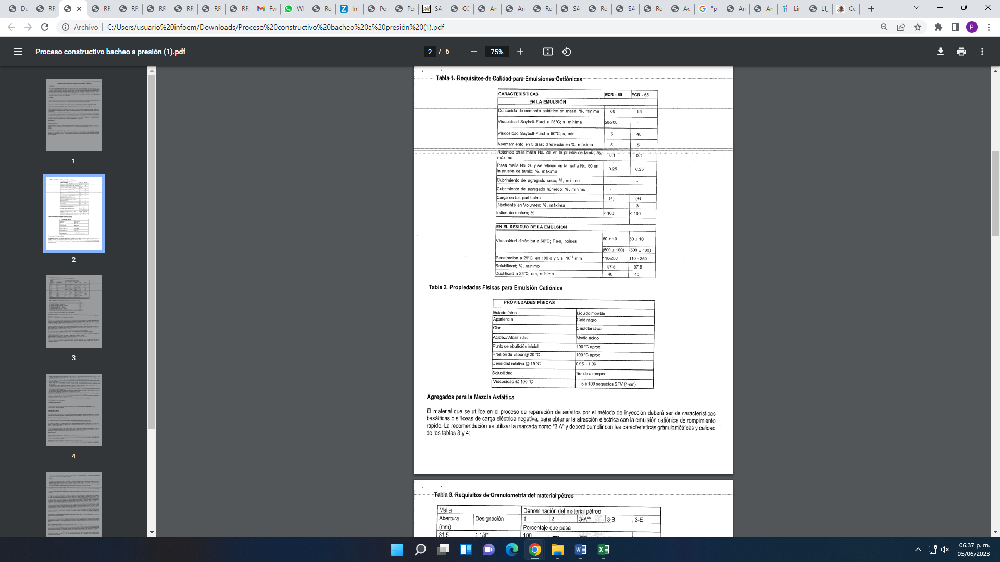 De
RR
RR
RR
RR
RR
RR
RR
Fw
WI
Re
Ini
Pe
Pe
SA
CC
An
An
Re
SA
Re
SA
Re
Ac
"p
An
An
Lir
LI_
Cc
Archivo
C:/Users/usuario%20infoem/Downloads/Proceso%20constructivo%20bacheo%20a%20presión%20(1).pdf
P
Proceso constructivo bacheo a presión (1).pdf
2 / 6
75%
1
2
3
4
Tabla 1. Requisitos de Calidad para Emulsiones Catiónicas
CARACTERÍSTICAS ECR - 60 ECR - 65
EN LA EMULSIÓN
Contenido de cemento asfáltico en masa; %, mínima 60 65
Viscosidad Saybolt-Furol a 25°C; s, mínima 50-200 -
Viscosidad Saybolt-Furol a 50°C; s, min 5 40
Asentamiento en 5 días; diferencia en %, máxima 5 5
Retenido en la malla No. 20; en la prueba de tamiz; %, máxima 0.1 0.1
Pasa malla No. 20 y se retiene en la malla No. 60 en la prueba de tamiz; %, máxima 0.25 0.25
Cubrimiento del agregado seco; %, mínimo - -
Cubrimiento del agregado húmedo; %, mínimo - -
Carga de las partículas (+) (+)
Disolvente en Volumen; %, máxima – 3
Indice de ruptura; % < 100 < 100
EN EL RESIDUO DE LA EMULSIÓN
Viscosidad dinámica a 60°C; Pa-s, poises 50 ± 10 50 ± 10
(500 ± 100) (500 ± 100)
Penetración a 25°C, en 100 g y 5 s; 10⁻¹ mm 110-250 110 - 250
Solubilidad; %, mínimo 97.5 97.5
Ductilidad a 25°C; cm, mínimo 40 40
Tabla 2. Propiedades Físicas para Emulsión Catiónica
PROPIEDADES FÍSICAS
Estado físico Líquido movible
Apariencia Café negro
Olor Característico
Acidez / Alcalinidad Medio ácido
Punto de ebullición inicial 100 °C aprox
Presión de vapor @ 20 °C 100 °C aprox
Densidad relativa @ 15 °C 0.95 – 1.06
Solubilidad Tiende a romper
Viscosidad @ 100 °C 5 a 100 segundos STV (4mm)
Agregados para la Mezcla Asfáltica
El material que se utilice en el proceso de reparación de asfaltos por el método de inyección deberá ser de características
basálticas o silíceas de carga eléctrica negativa, para obtener la atracción eléctrica con la emulsión catiónica de rompimiento
rápido. La recomendación es utilizar la marcada como "3 A" y deberá cumplir con las características granulométricas y calidad
de las tablas 3 y 4:
Tabla 3. Requisitos de Granulometría del material pétreo
Malla Denominación del material pétreo
Abertura Designación 1 2 3-A** 3-B 3-E
(mm) Porcentaje que pasa
31.5 1 1/4" 100 ---- ---- ---- ----
06:37 p. m.
05/06/2023